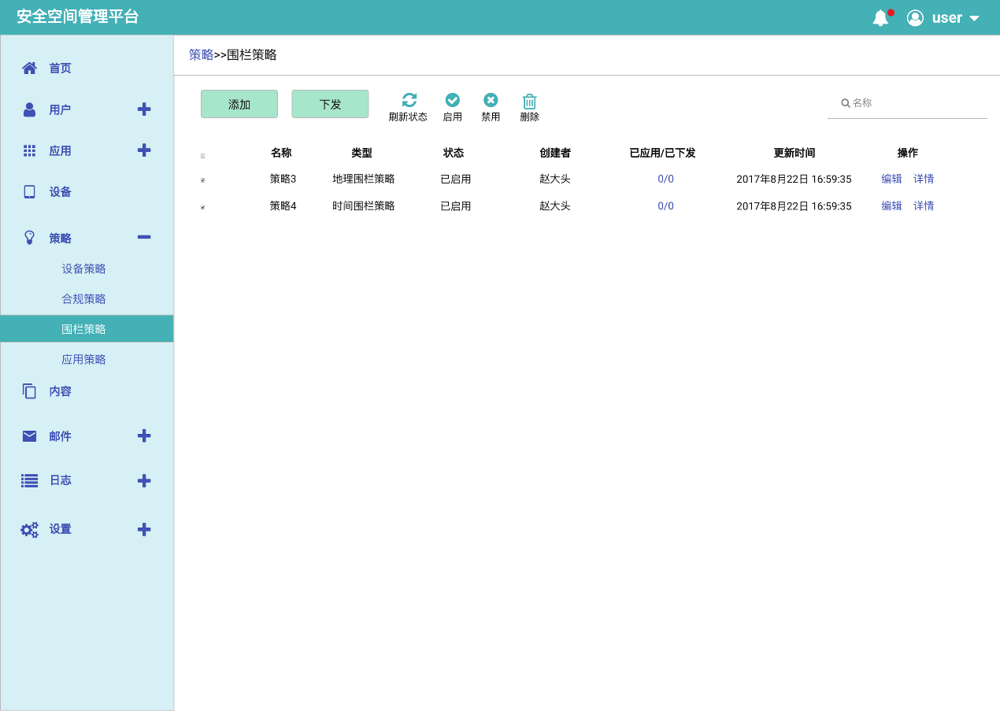 安全空间管理平台
user
首页
用户
应用
设备
策略
设备策略
合规策略
围栏策略
应用策略
内容
邮件
日志
设置
策略>>围栏策略
添加 下发 刷新状态 启用 禁用 删除 名称
名称 类型 状态 创建者 已应用/已下发 更新时间 操作
策略3 地理围栏策略 已启用 赵大头 0/0 2017年8月22日 16:59:35 编辑 详情
策略4 时间围栏策略 已启用 赵大头 0/0 2017年8月22日 16:59:35 编辑 详情